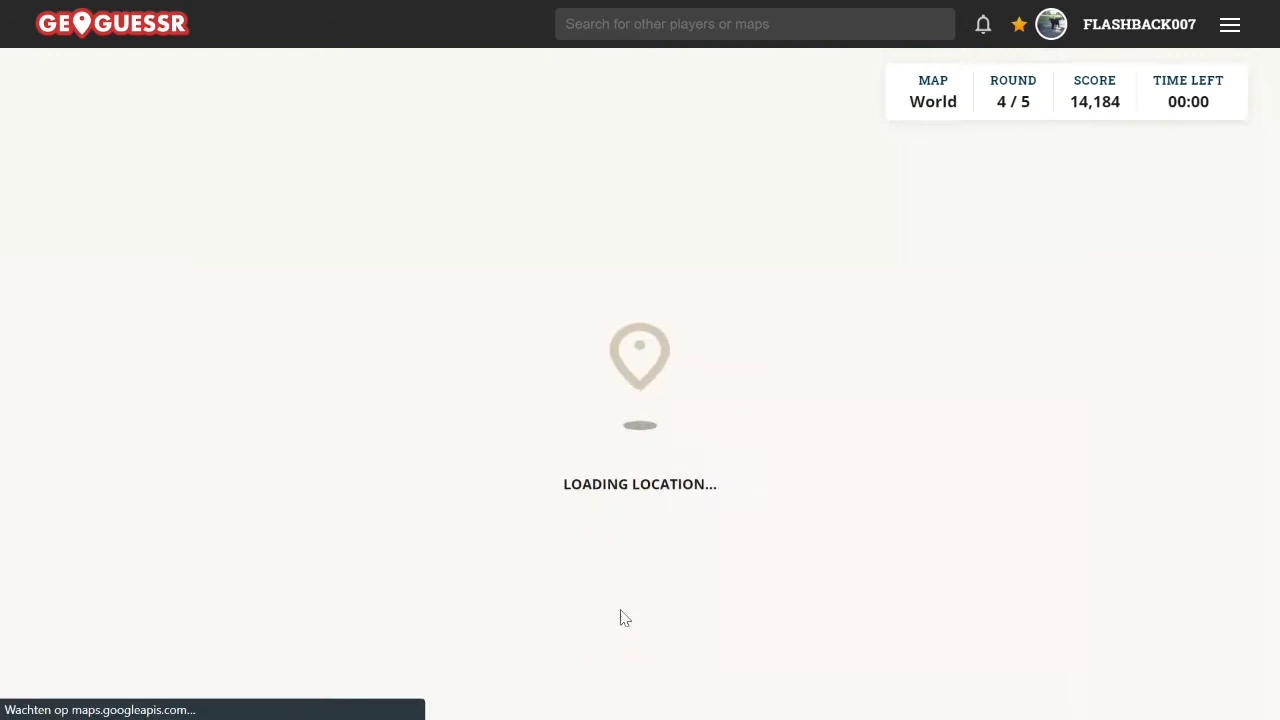 GEOGUESSR
Search for other players or maps
FLASHBACK007
MAP ROUND SCORE TIME LEFT
World 4 / 5 14,184 00:00
LOADING LOCATION...
Wachten op maps.googleapis.com...